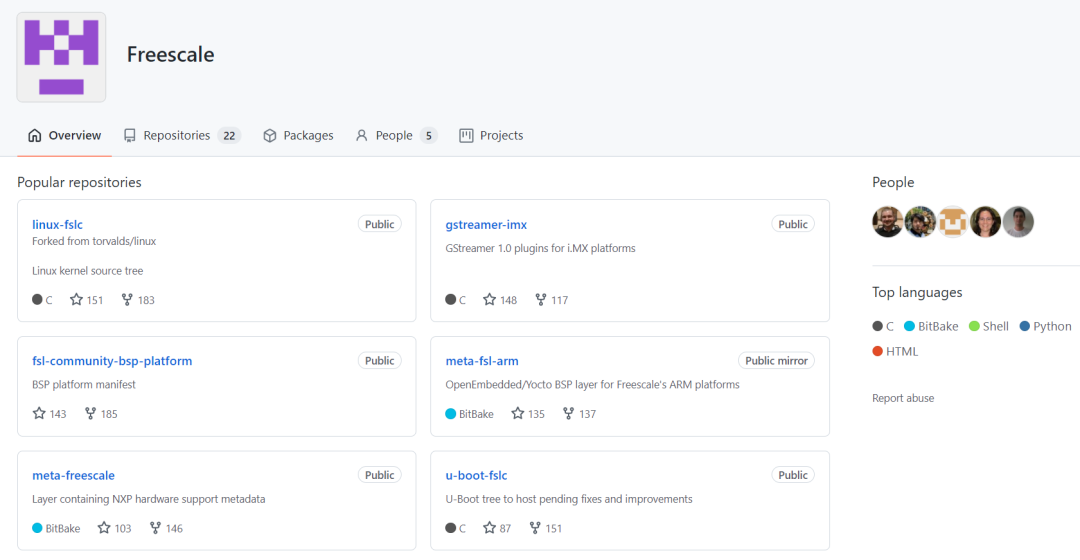 Freescale
Overview
Repositories 22
Packages
People 5
Projects
Popular repositories
linux-fslc Public
Forked from torvalds/linux
Linux kernel source tree
C 151 183
gstreamer-imx Public
GStreamer 1.0 plugins for i.MX platforms
C 148 117
fsl-community-bsp-platform Public
BSP platform manifest
143 185
meta-fsl-arm Public mirror
OpenEmbedded/Yocto BSP layer for Freescale's ARM platforms
BitBake 135 137
meta-freescale Public
Layer containing NXP hardware support metadata
BitBake 103 146
u-boot-fslc Public
U-Boot tree to host pending fixes and improvements
C 87 151
People
Top languages
C BitBake Shell Python
HTML
Report abuse